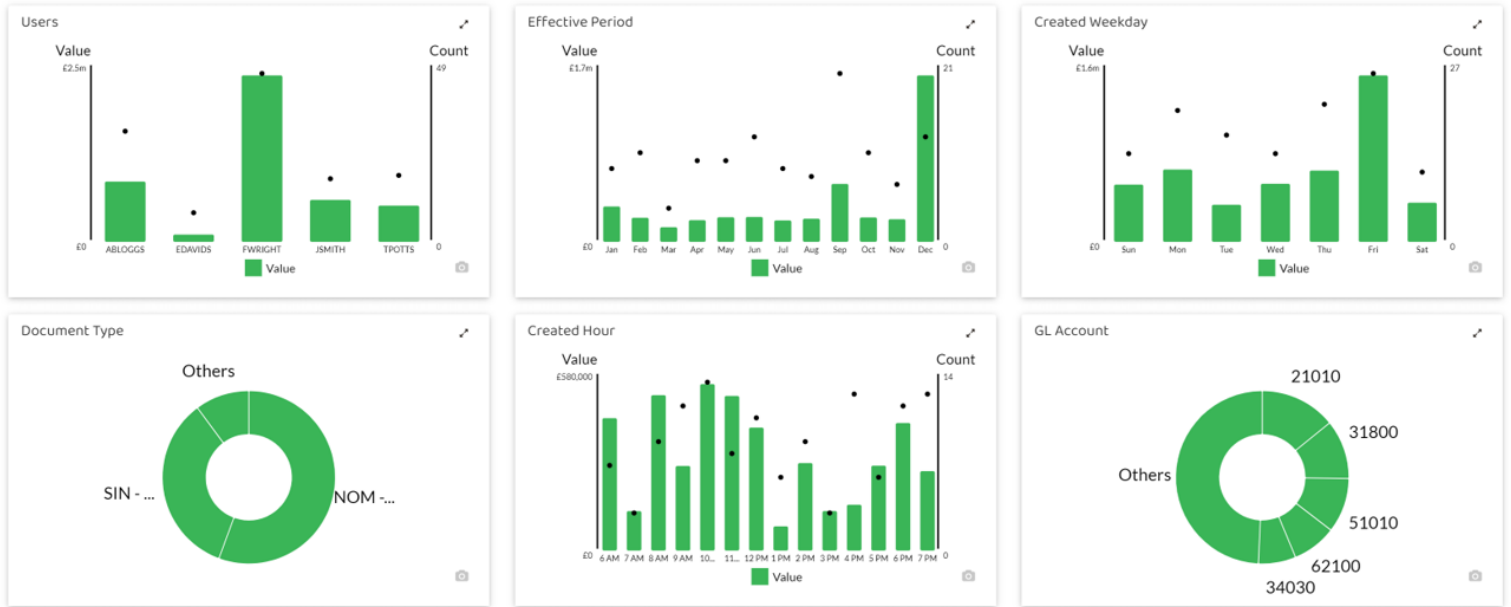 Users
Value Count
£2.5m 49
£0 0
ABLOGGS EDAVIDS FWRIGHT JSMITH TPOTTS
Value
Effective Period
Value Count
£1.7m 21
£0 0
Jan Feb Mar Apr May Jun Jul Aug Sep Oct Nov Dec
Value
Created Weekday
Value Count
£1.6m 27
£0 0
Sun Mon Tue Wed Thu Fri Sat
Value
Document Type
Others
SIN - ...
NOM -...
Created Hour
Value Count
£580,000 14
£0 0
6 AM 7 AM 8 AM 9 AM 10... 11... 12 PM 1 PM 2 PM 3 PM 4 PM 5 PM 6 PM 7 PM
Value
GL Account
21010
31800
Others
51010
62100
34030